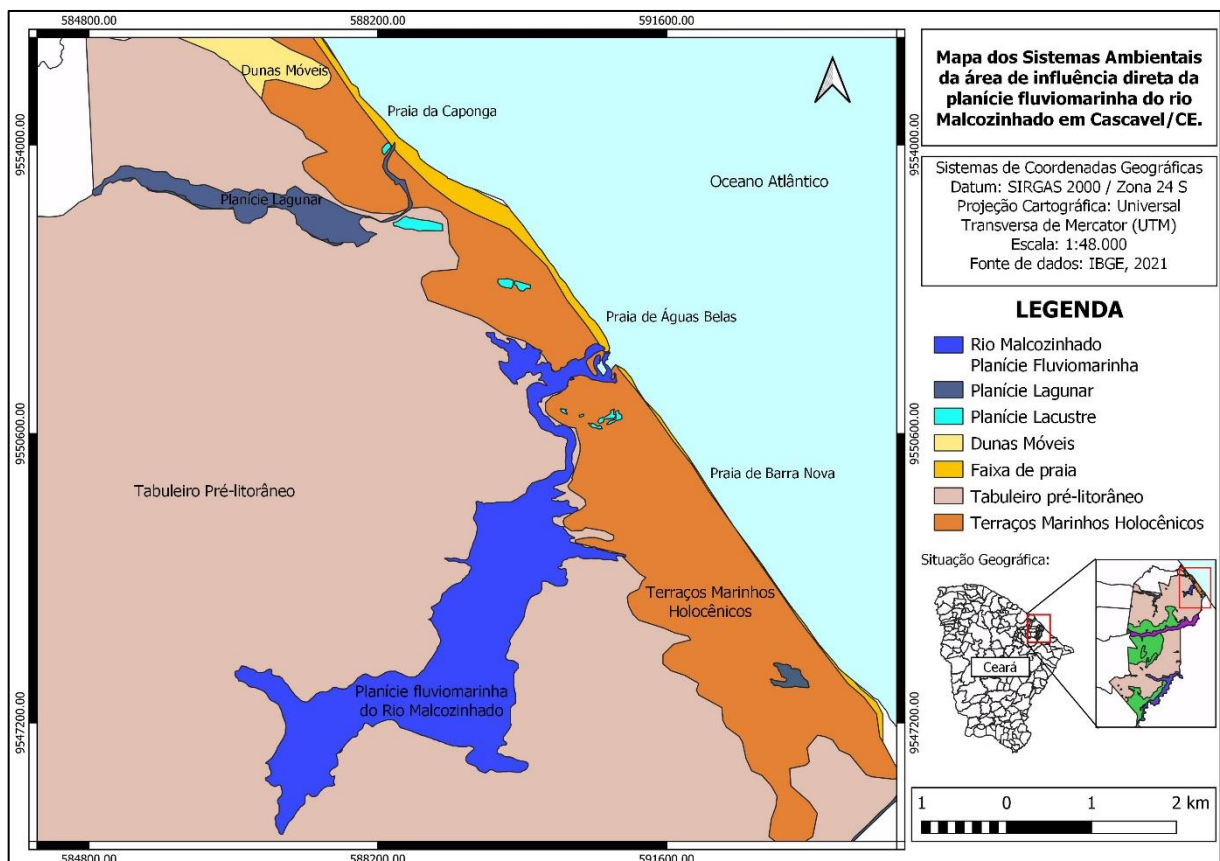 584800.00
588200.00
591600.00
9554000.00
9550600.00
9547200.00
Dunas Móveis
Praia da Caponga
Oceano Atlântico
Planície Lagunar
Praia de Águas Belas
Praia de Barra Nova
Tabuleiro Pré-litorâneo
Terraços Marinhos
Holocênicos
Planície fluviomarinha
do Rio Malcozinhado
9554000.00
9550600.00
9547200.00
584800.00
588200.00
591600.00
Mapa dos Sistemas Ambientais
da área de influência direta da
planície fluviomarinha do rio
Malcozinhado em Cascavel/CE.
Sistemas de Coordenadas Geográficas
Datum: SIRGAS 2000 / Zona 24 S
Projeção Cartográfica: Universal
Transversa de Mercator (UTM)
Escala: 1:48.000
Fonte de dados: IBGE, 2021
LEGENDA
Rio Malcozinhado
Planície Fluviomarinha
Planície Lagunar
Planície Lacustre
Dunas Móveis
Faixa de praia
Tabuleiro pré-litorâneo
Terraços Marinhos Holocênicos
Situação Geográfica:
Ceará
1 0 1 2 km